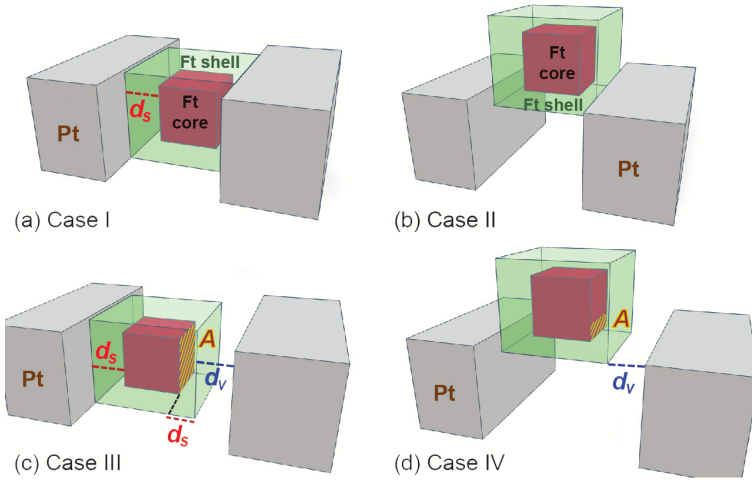 Ft shell
Ft
core
dS
Pt
(a) Case I
Ft
core
Ft shell
Pt
(b) Case II
A
dS
dV
Pt
dS
(c) Case III
A
dV
Pt
(d) Case IV